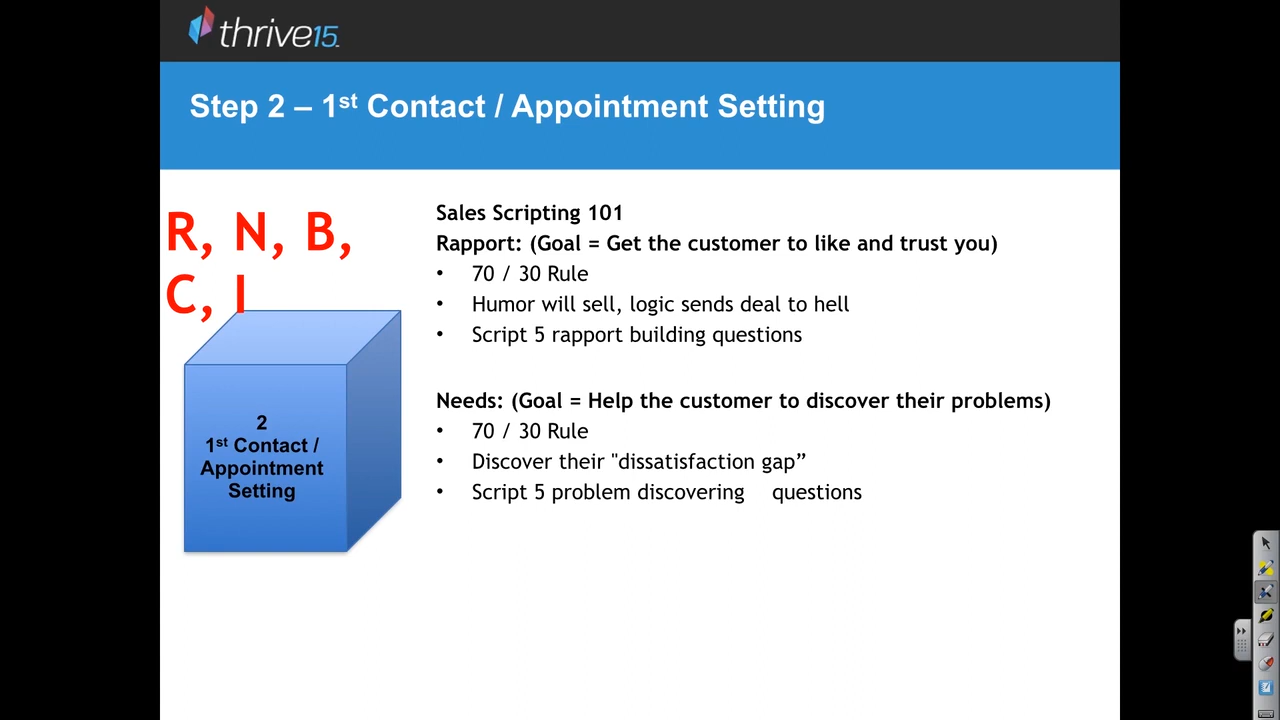 thrive15
Step 2 – 1st Contact / Appointment Setting
R, N, B,
C, I
2
1st Contact /
Appointment
Setting
Sales Scripting 101
Rapport: (Goal = Get the customer to like and trust you)
• 70 / 30 Rule
• Humor will sell, logic sends deal to hell
• Script 5 rapport building questions
Needs: (Goal = Help the customer to discover their problems)
• 70 / 30 Rule
• Discover their "dissatisfaction gap”
• Script 5 problem discovering questions